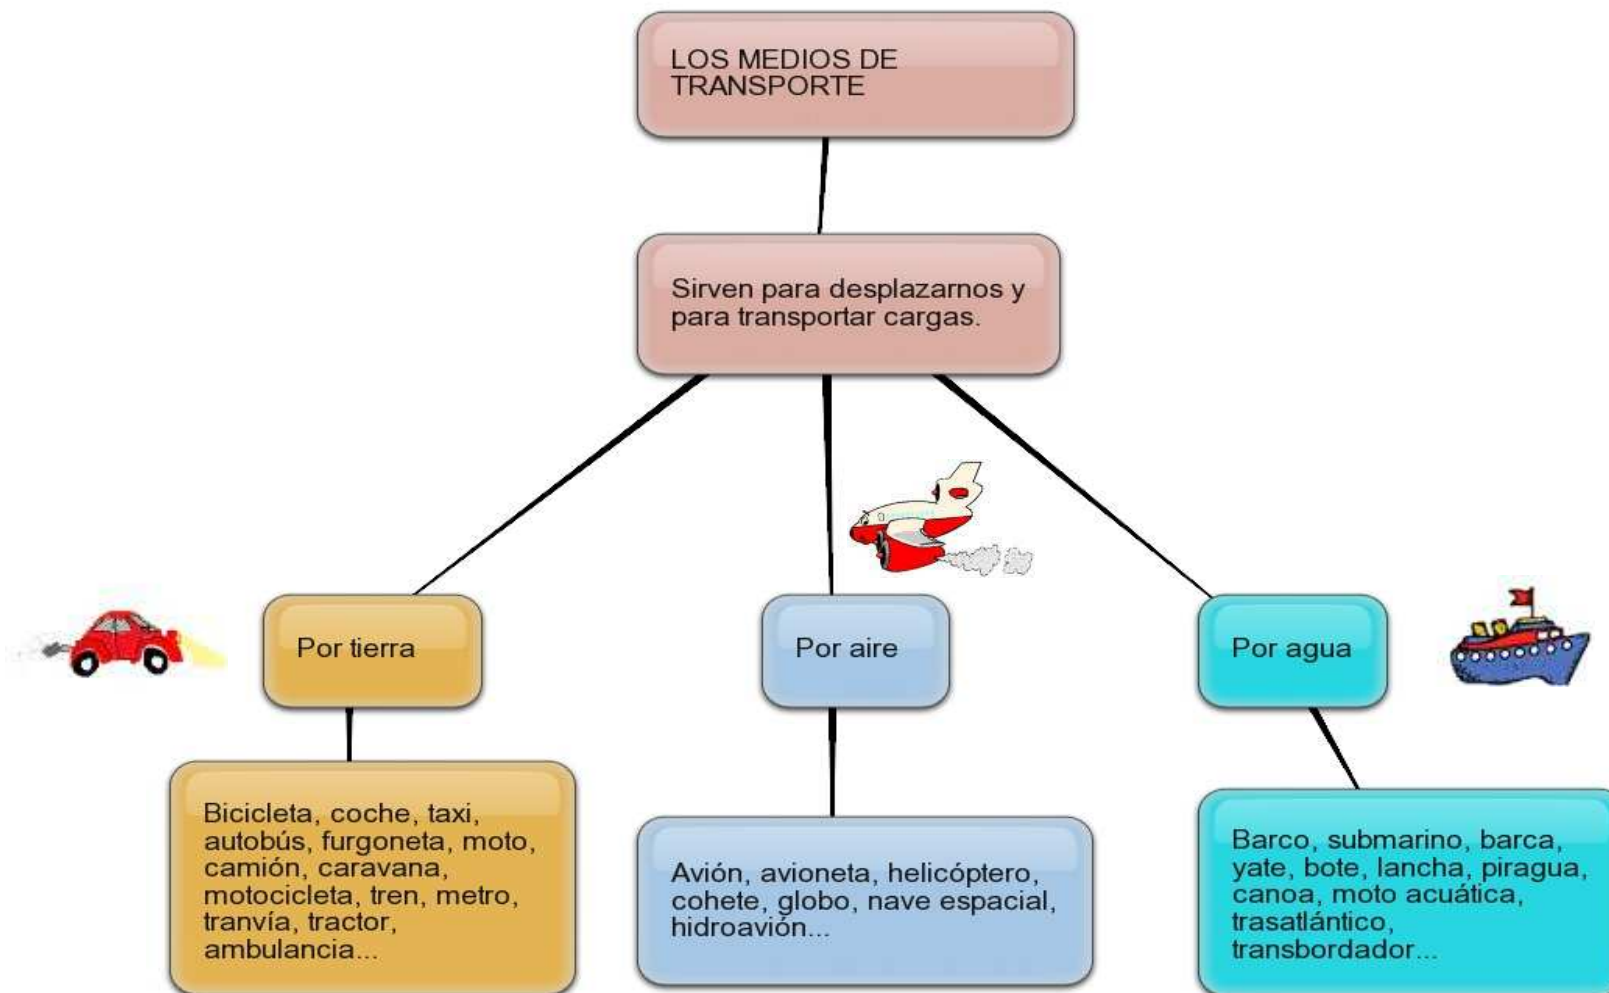 LOS MEDIOS DE
TRANSPORTE
Sirven para desplazarnos y
para transportar cargas.
Por tierra
Por aire
Por agua
Bicicleta, coche, taxi,
autobús, furgoneta, moto,
camión, caravana,
motocicleta, tren, metro,
tranvía, tractor,
ambulancia...
Avión, avioneta, helicóptero,
cohete, globo, nave espacial,
hidroavión...
Barco, submarino, barca,
yate, bote, lancha, piragua,
canoa, moto acuática,
trasatlántico,
transbordador...